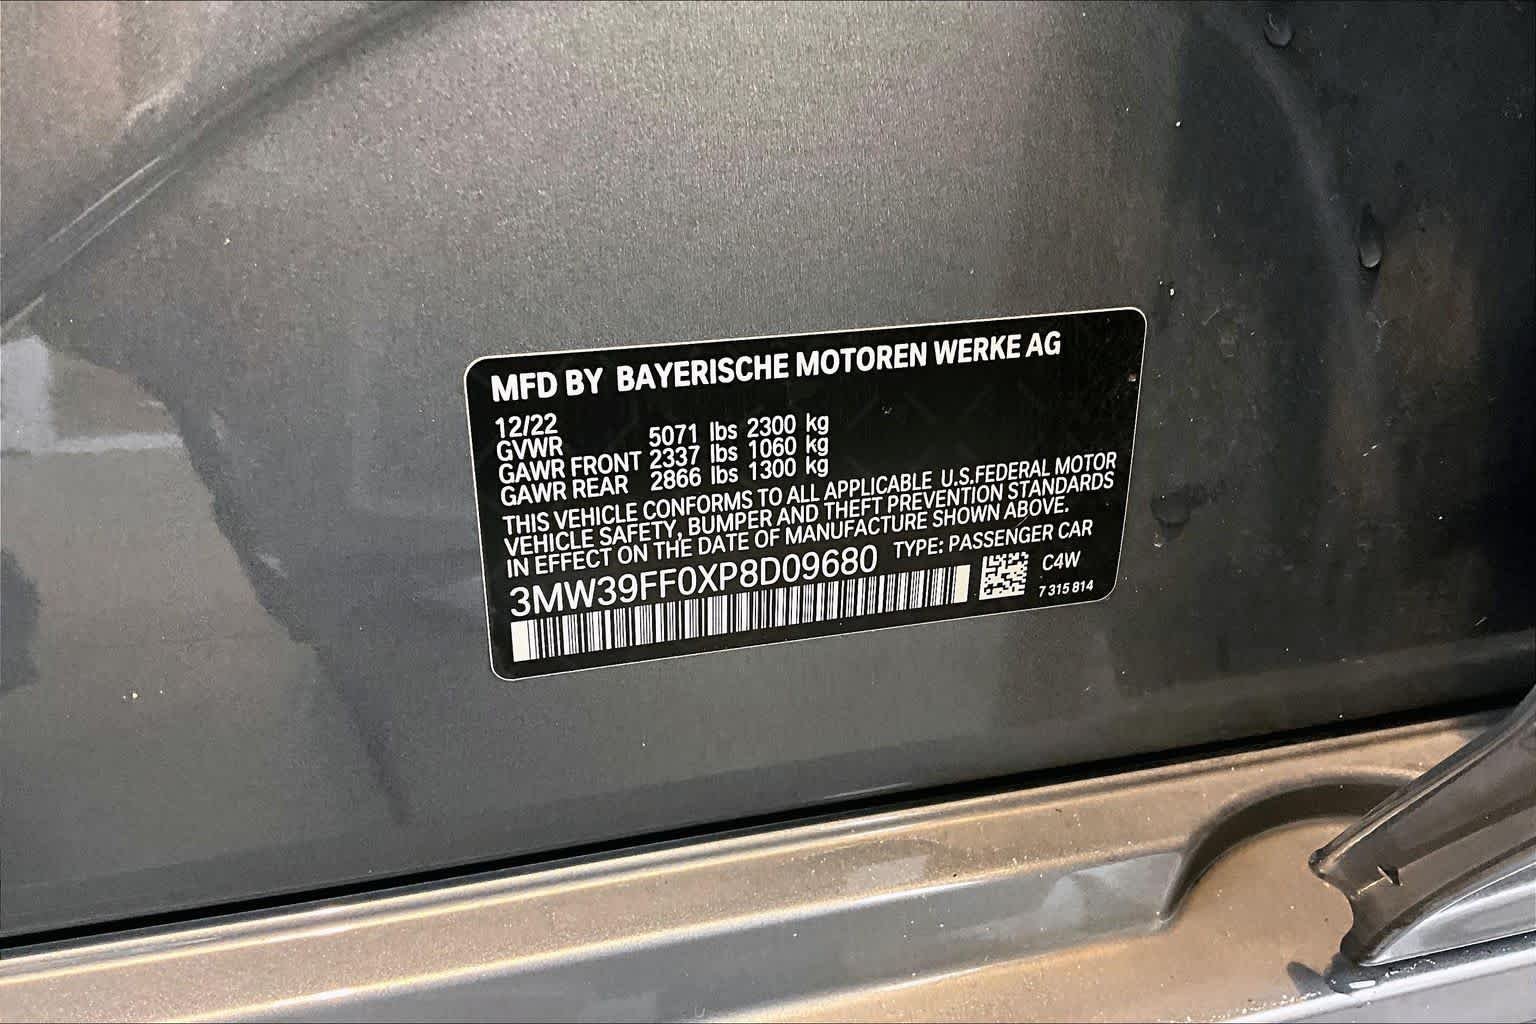 MFD BY BAYERISCHE MOTOREN WERKE AG
12/22
GVWR 5071 lbs 2300 kg
GAWR FRONT 2337 lbs 1060 kg
GAWR REAR 2866 lbs 1300 kg
THIS VEHICLE CONFORMS TO ALL APPLICABLE U.S.FEDERAL MOTOR
VEHICLE SAFETY, BUMPER AND THEFT PREVENTION STANDARDS
IN EFFECT ON THE DATE OF MANUFACTURE SHOWN ABOVE.
3MW39FF0XP8D09680 TYPE: PASSENGER CAR
C4W
7 315 814